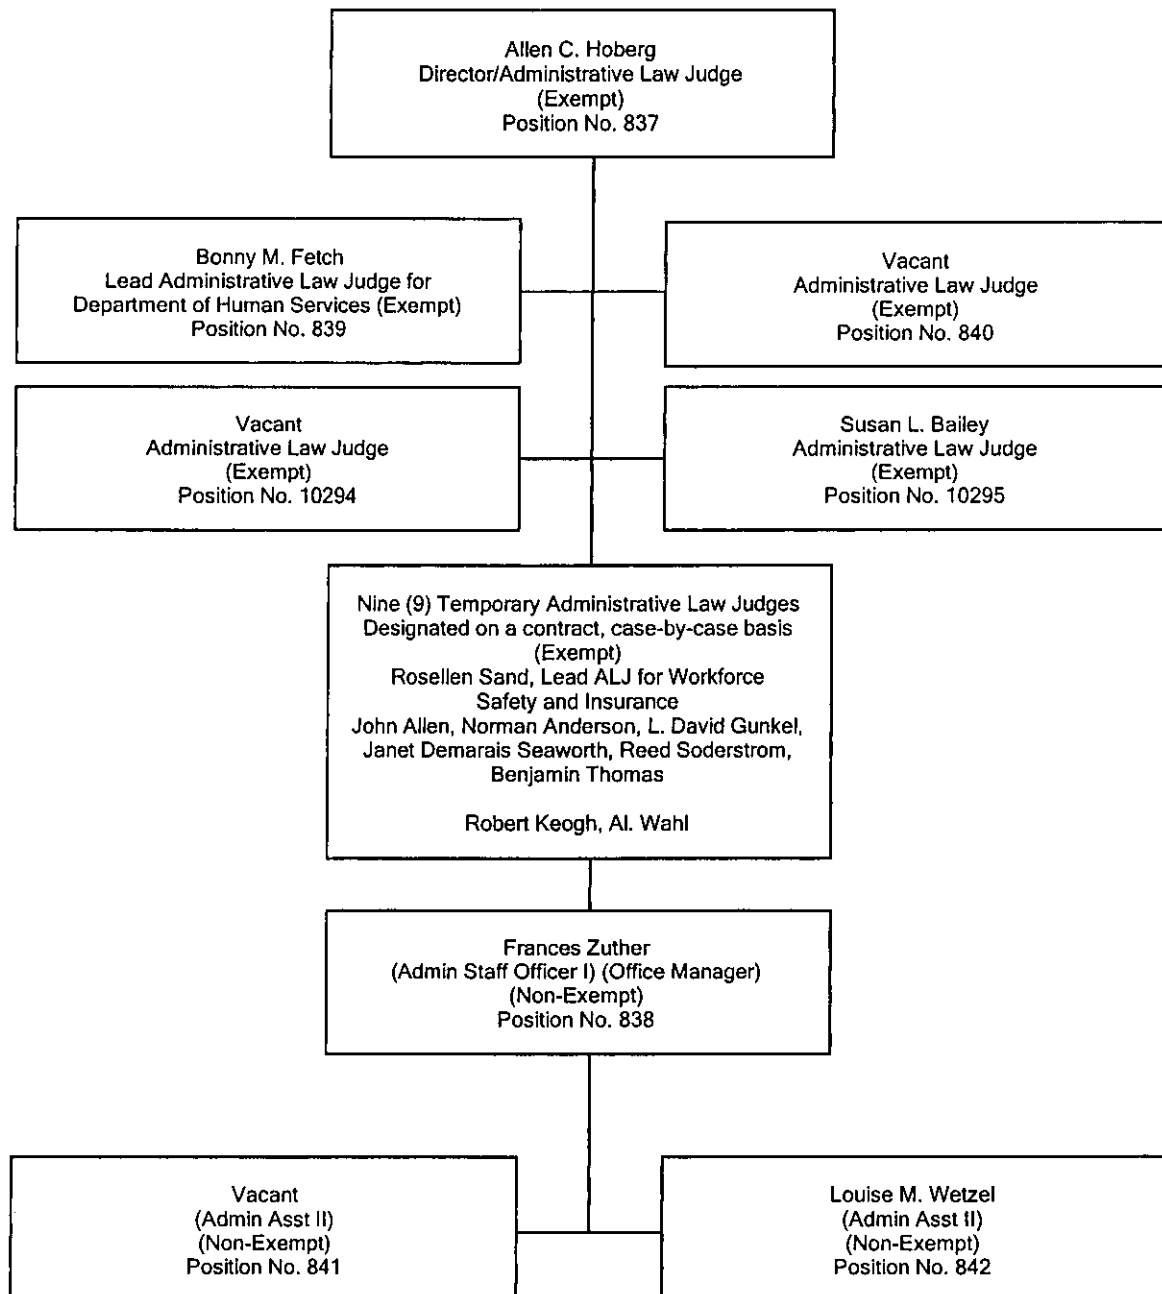 Allen C. Hoberg
Director/Administrative Law Judge
(Exempt)
Position No. 837
Bonny M. Fetch
Lead Administrative Law Judge for
Department of Human Services (Exempt)
Position No. 839
Vacant
Administrative Law Judge
(Exempt)
Position No. 840
Vacant
Administrative Law Judge
(Exempt)
Position No. 10294
Susan L. Bailey
Administrative Law Judge
(Exempt)
Position No. 10295
Nine (9) Temporary Administrative Law Judges
Designated on a contract, case-by-case basis
(Exempt)
Rosellen Sand, Lead ALJ for Workforce
Safety and Insurance
John Allen, Norman Anderson, L. David Gunkel,
Janet Demarais Seaworth, Reed Soderstrom,
Benjamin Thomas
Robert Keogh, Al. Wahl
Frances Zuther
(Admin Staff Officer I) (Office Manager)
(Non-Exempt)
Position No. 838
Vacant
(Admin Asst II)
(Non-Exempt)
Position No. 841
Louise M. Wetzel
(Admin Asst II)
(Non-Exempt)
Position No. 842